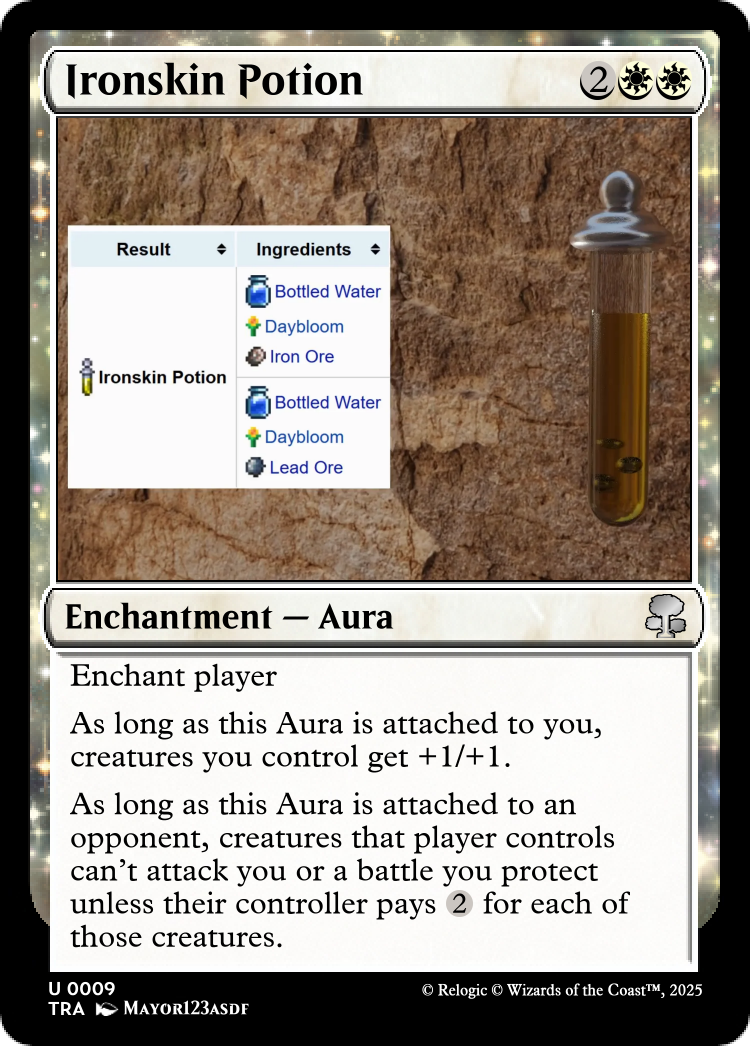 Ironskin Potion 2
Result Ingredients
Bottled Water
Daybloom
Iron Ore
Ironskin Potion
Bottled Water
Daybloom
Lead Ore
Enchantment — Aura
Enchant player
As long as this Aura is attached to you,
creatures you control get +1/+1.
As long as this Aura is attached to an
opponent, creatures that player controls
can't attack you or a battle you protect
unless their controller pays 2 for each of
those creatures.
U 0009
TRA Mayor123asdf
© Relogic © Wizards of the Coast™, 2025